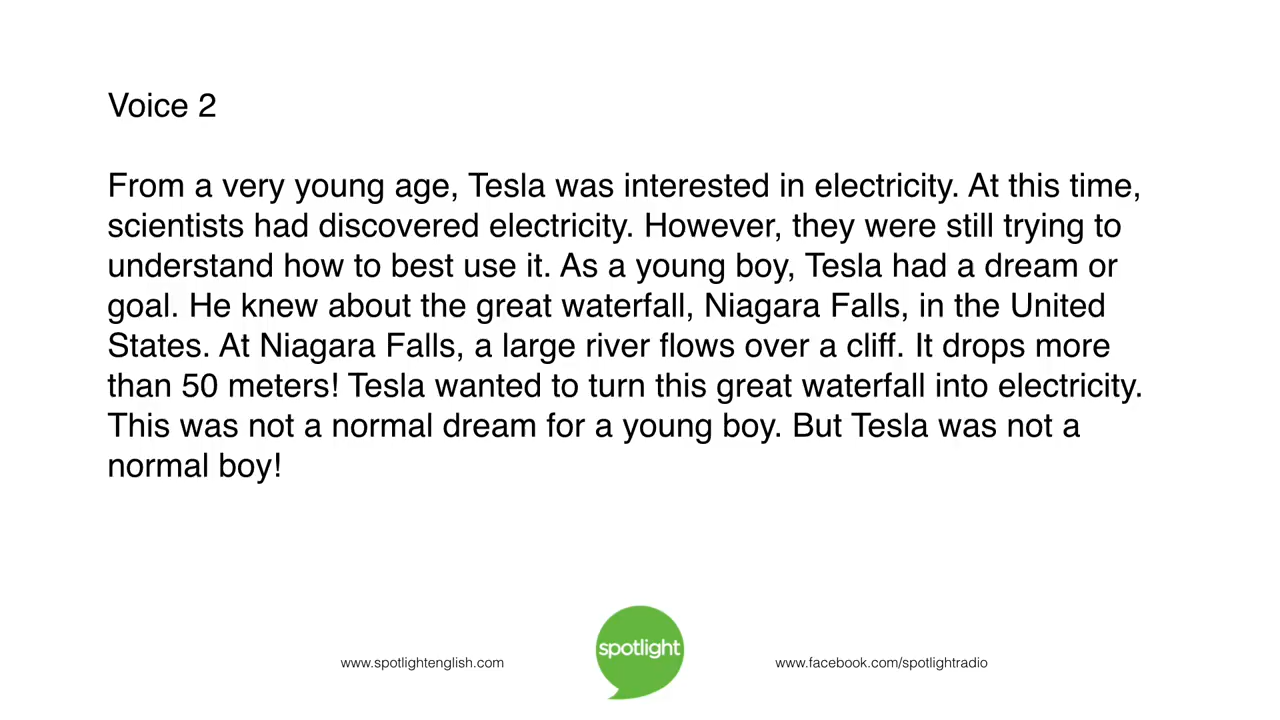 Voice 2
From a very young age, Tesla was interested in electricity. At this time,
scientists had discovered electricity. However, they were still trying to
understand how to best use it. As a young boy, Tesla had a dream or
goal. He knew about the great waterfall, Niagara Falls, in the United
States. At Niagara Falls, a large river flows over a cliff. It drops more
than 50 meters! Tesla wanted to turn this great waterfall into electricity.
This was not a normal dream for a young boy. But Tesla was not a
normal boy!
www.spotlightenglish.com
spotlight
www.facebook.com/spotlightradio